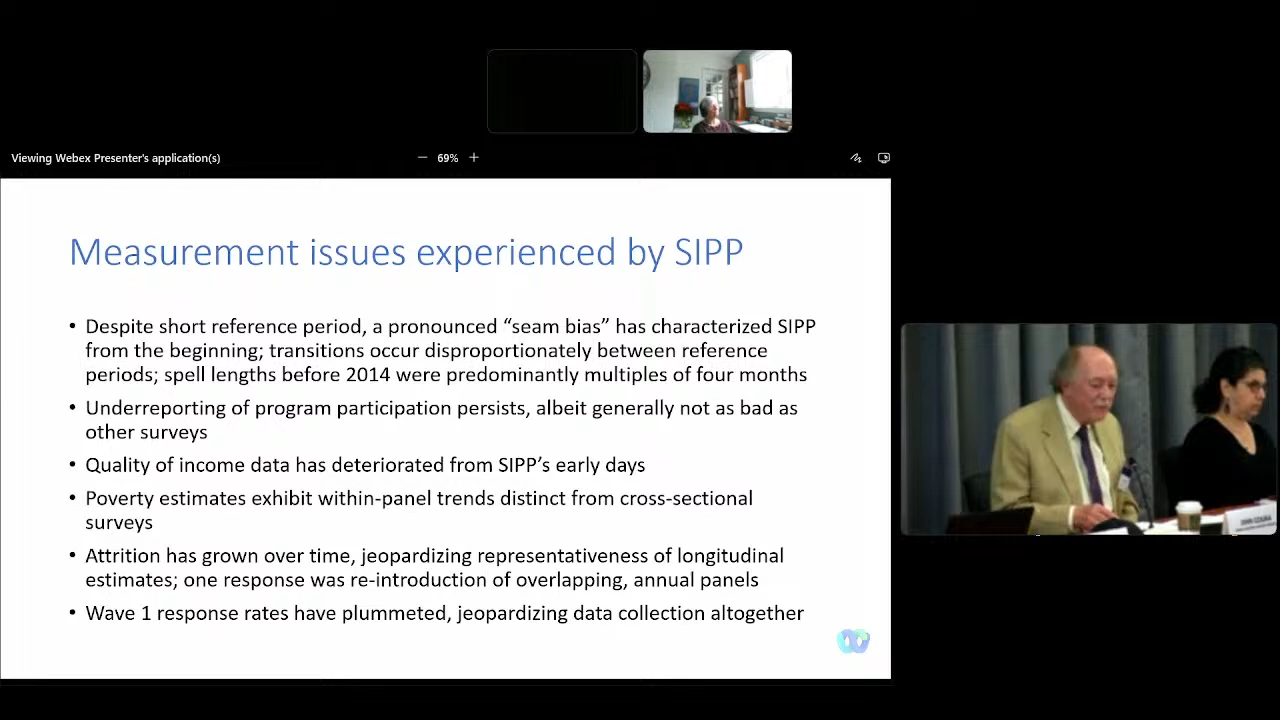 Viewing Webex Presenter's application(s)
69%
Measurement issues experienced by SIPP
• Despite short reference period, a pronounced “seam bias” has characterized SIPP
from the beginning; transitions occur disproportionately between reference
periods; spell lengths before 2014 were predominantly multiples of four months
• Underreporting of program participation persists, albeit generally not as bad as
other surveys
• Quality of income data has deteriorated from SIPP’s early days
• Poverty estimates exhibit within-panel trends distinct from cross-sectional
surveys
• Attrition has grown over time, jeopardizing representativeness of longitudinal
estimates; one response was re-introduction of overlapping, annual panels
• Wave 1 response rates have plummeted, jeopardizing data collection altogether